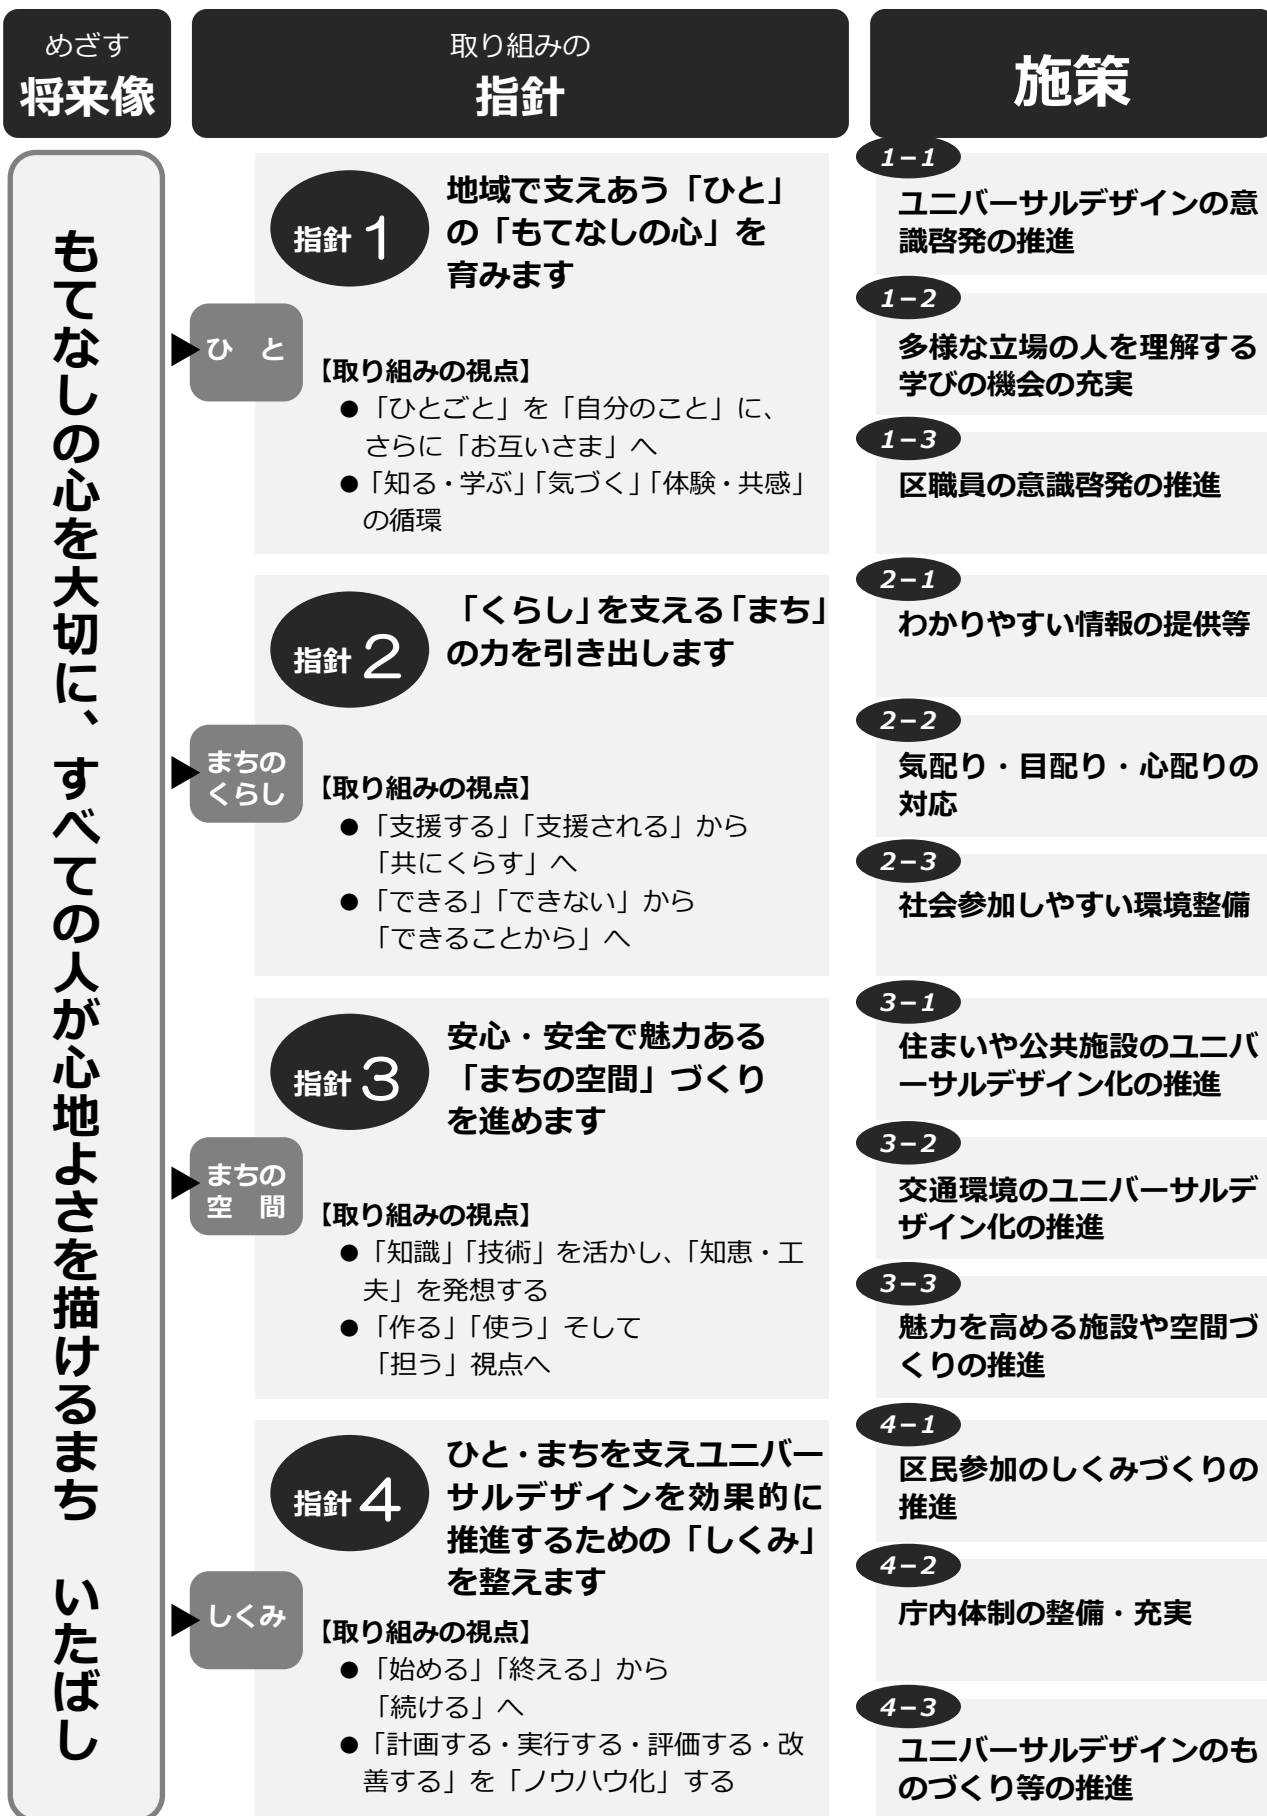 めざす
将来像
取り組みの
指針
施策
もてなしの心を大切に、すべての人が心地よさを描けるまち　いたばし
ひ　と
指針 1
地域で支えあう「ひと」
の「もてなしの心」を
育みます
【取り組みの視点】
●「ひとごと」を「自分のこと」に、
さらに「お互いさま」へ
●「知る・学ぶ」「気づく」「体験・共感」
の循環
1-1
ユニバーサルデザインの意
識啓発の推進
1-2
多様な立場の人を理解する
学びの機会の充実
1-3
区職員の意識啓発の推進
まちの
くらし
指針 2
「くらし」を支える「まち」
の力を引き出します
【取り組みの視点】
●「支援する」「支援される」から
「共にくらす」へ
●「できる」「できない」から
「できることから」へ
2-1
わかりやすい情報の提供等
2-2
気配り・目配り・心配りの
対応
2-3
社会参加しやすい環境整備
まちの
空　間
指針 3
安心・安全で魅力ある
「まちの空間」づくり
を進めます
【取り組みの視点】
●「知識」「技術」を活かし、「知恵・工
夫」を発想する
●「作る」「使う」そして
「担う」視点へ
3-1
住まいや公共施設のユニバ
ーサルデザイン化の推進
3-2
交通環境のユニバーサルデ
ザイン化の推進
3-3
魅力を高める施設や空間づ
くりの推進
しくみ
指針 4
ひと・まちを支えユニバー
サルデザインを効果的に
推進するための「しくみ」
を整えます
【取り組みの視点】
●「始める」「終える」から
「続ける」へ
●「計画する・実行する・評価する・改
善する」を「ノウハウ化」する
4-1
区民参加のしくみづくりの
推進
4-2
庁内体制の整備・充実
4-3
ユニバーサルデザインのも
のづくり等の推進